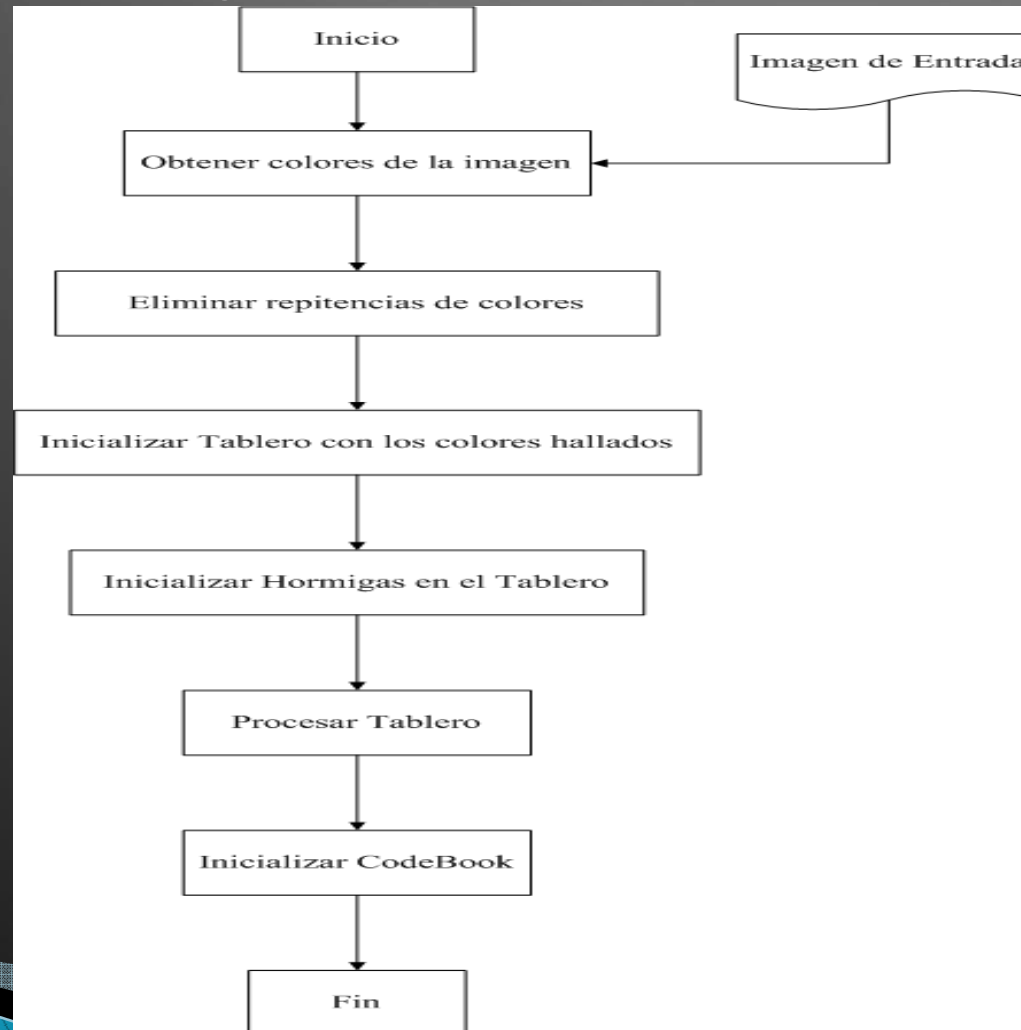 Inicio
Imagen de Entrada
Obtener colores de la imagen
Eliminar repitencias de colores
Inicializar Tablero con los colores hallados
Inicializar Hormigas en el Tablero
Procesar Tablero
Inicializar CodeBook
Fin